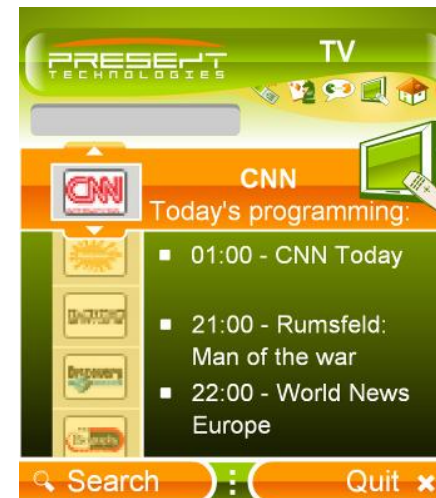 PRESENT
TECHNOLOGIES
TV
CNN
CNN
Today's programming:
01:00 - CNN Today
21:00 - Rumsfeld:
Man of the war
22:00 - World News
Europe
Discovery
Search
Quit